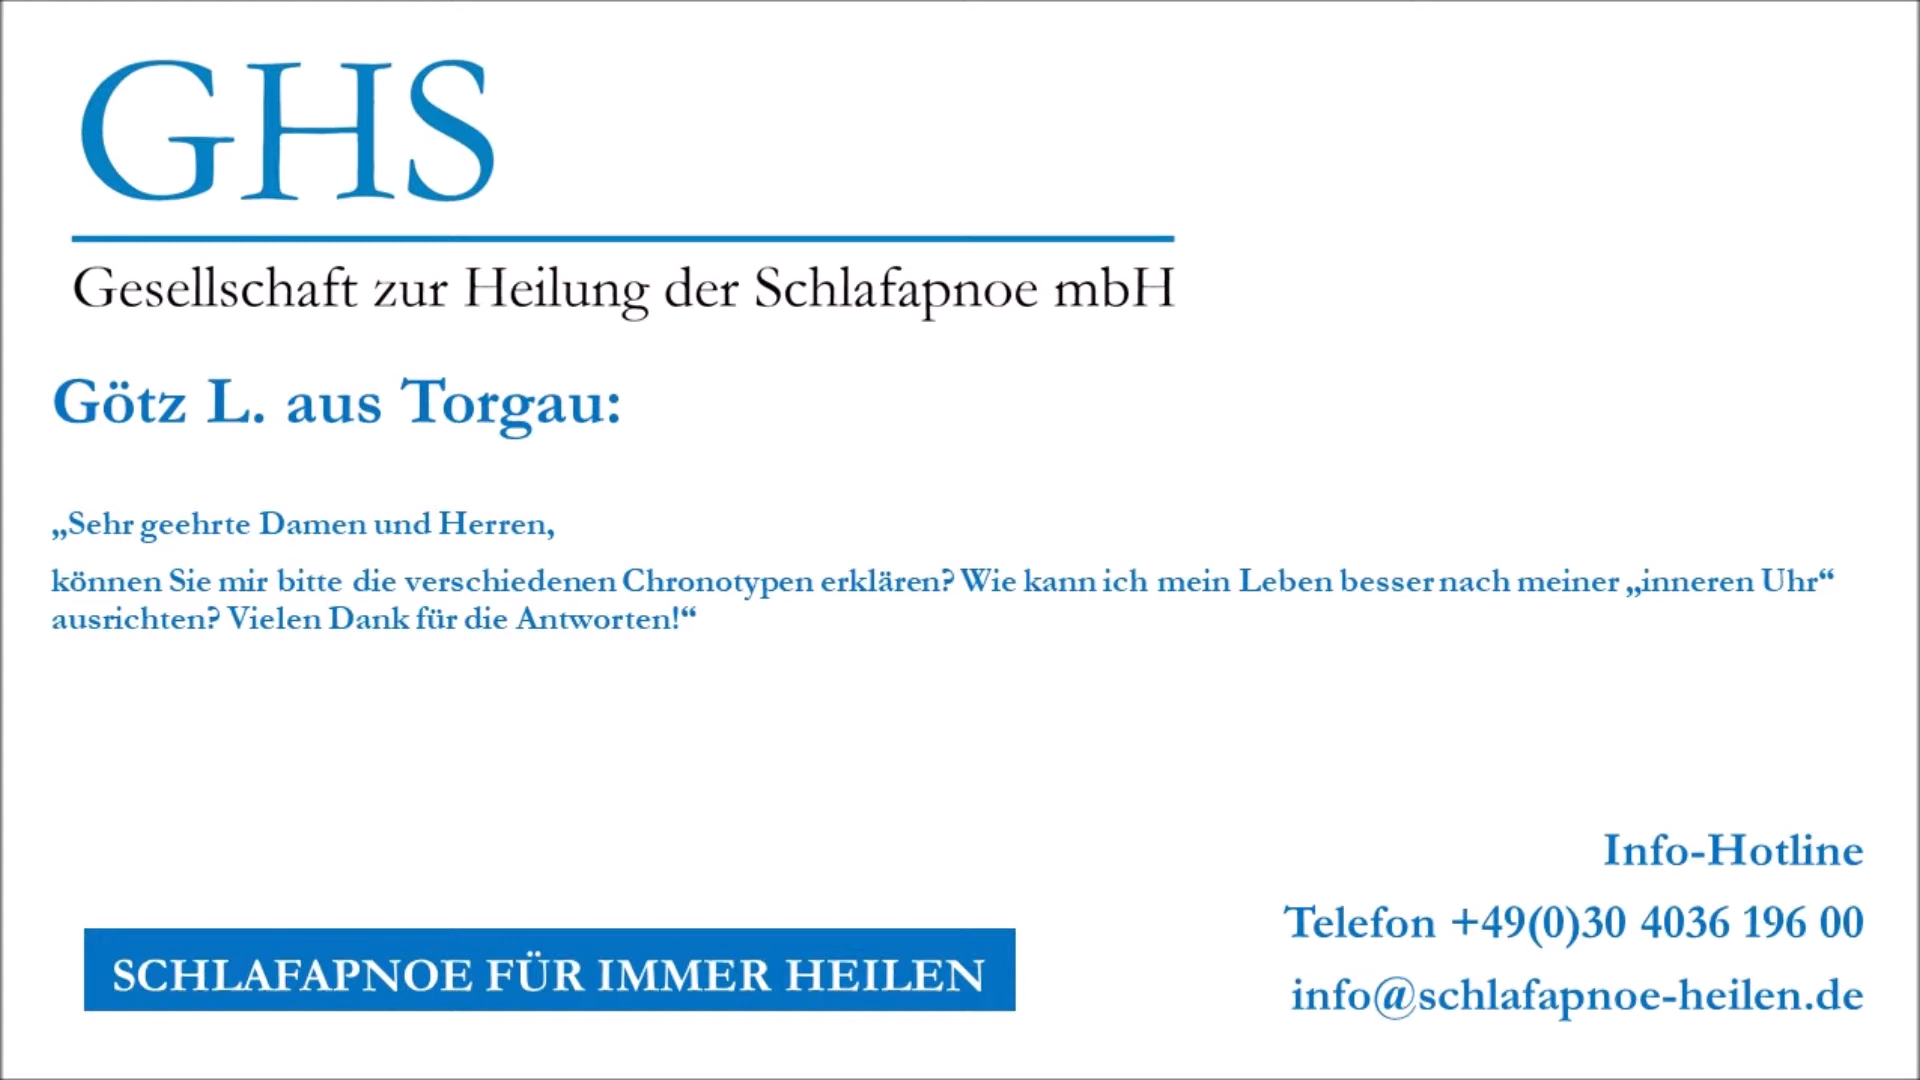 GHS
Gesellschaft zur Heilung der Schlafapnoe mbH
Götz L. aus Torgau:
„Sehr geehrte Damen und Herren,
können Sie mir bitte die verschiedenen Chronotypen erklären? Wie kann ich mein Leben besser nach meiner „inneren Uhr“
ausrichten? Vielen Dank für die Antworten!“
Info-Hotline
Telefon +49(0)30 4036 196 00
info@schlafapnoe-heilen.de
SCHLAFAPNOE FÜR IMMER HEILEN